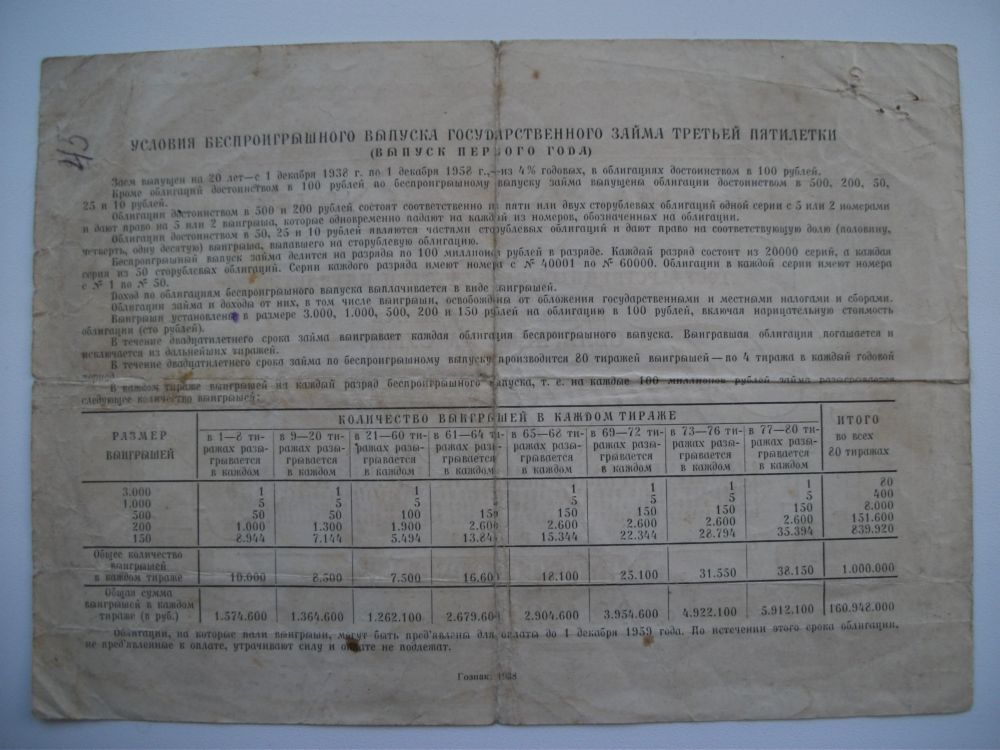 45
УСЛОВИЯ БЕСПРОИГРЫШНОГО ВЫПУСКА ГОСУДАРСТВЕННОГО ЗАЙМА ТРЕТЬЕЙ ПЯТИЛЕТКИ
(ВЫПУСК ПЕРВОГО ГОДА)
Заем выпущен на 20 лет—с 1 декабря 1938 г. по 1 декабря 1958 г.,—из 4% годовых, в облигациях достоинством в 100 рублей.
Кроме облигаций достоинством в 100 рублей по беспроигрышному выпуску займа выпущены облигации достоинством в 500, 200, 50,
25 и 10 рублей.
Облигации достоинством в 500 и 200 рублей состоят соответственно из пяти или двух сторублевых облигаций одной серии с 5 или 2 номерами
и дают право на 5 или 2 выигрыша, которые одновременно падают на каждый из номеров, обозначенных на облигации.
Облигации достоинством в 50, 25 и 10 рублей являются частями сторублевых облигаций и дают право на соответствующую долю (половину,
четверть, одну десятую) выигрыша, выпавшего на сторублевую облигацию.
Беспроигрышный выпуск займа делится на разряды по 100 миллионов рублей в разряде. Каждый разряд состоит из 20000 серий, а каждая
серия из 50 сторублевых облигаций. Серии каждого разряда имеют номера с № 40001 по № 60000. Облигации в каждой серии имеют номера
с № 1 по № 50.
Доход по облигациям беспроигрышного выпуска выплачивается в виде выигрышей.
Облигации займа и доходы от них, в том числе выигрыши, освобождены от обложения государственными и местными налогами и сборами.
Выигрыши установлены в размере 3.000, 1.000, 500, 200 и 150 рублей на облигацию в 100 рублей, включая нарицательную стоимость
облигации (сто рублей).
В течение двадцатилетнего срока займа выигрывает каждая облигация беспроигрышного выпуска. Выигравшая облигация погашается и
исключается из дальнейших тиражей.
В течение двадцатилетнего срока займа по беспроигрышному выпуску производится 80 тиражей выигрышей—по 4 тиража в каждый годовой
период.
В каждом тираже выигрышей на каждый разряд беспроигрышного выпуска, т. е. на каждые 100 миллионов рублей займа разыгрывается
следующее количество выигрышей:
РАЗМЕР ВЫИГРЫШЕЙ КОЛИЧЕСТВО ВЫИГРЫШЕЙ В КАЖДОМ ТИРАЖЕ ИТОГО во всех 80 тиражах
в 1—8 тиражах разыгрывается в каждом
в 9—20 тиражах разыгрывается в каждом
в 21—60 тиражах разыгрывается в каждом
в 61—64 тиражах разыгрывается в каждом
в 65—68 тиражах разыгрывается в каждом
в 69—72 тиражах разыгрывается в каждом
в 73—76 тиражах разыгрывается в каждом
в 77—80 тиражах разыгрывается в каждом
3.000 1 1 1 1 1 1 1 80
1.000 5 5 5 5 5 5 5 400
500 50 50 100 150 150 150 150 150 8.000
200 1.000 1.300 1.900 2.600 2.600 2.600 2.600 2.600 151.600
150 8.944 7.144 5.494 13.844 15.344 22.344 28.794 35.394 839.920
Общее количество выигрышей в каждом тираже 10.000 8.500 7.500 16.600 18.100 25.100 31.550 38.150 1.000.000
Общая сумма выигрышей в каждом тираже (в руб.) 1.574.600 1.364.600 1.262.100 2.679.600 2.904.600 3.954.600 4.922.100 5.912.100 160.948.000
Облигации, на которые пали выигрыши, могут быть пред'явлены для оплаты до 1 декабря 1959 года. По истечении этого срока облигации,
не пред'явленные к оплате, утрачивают силу и оплате не подлежат.
Гознак. 1938